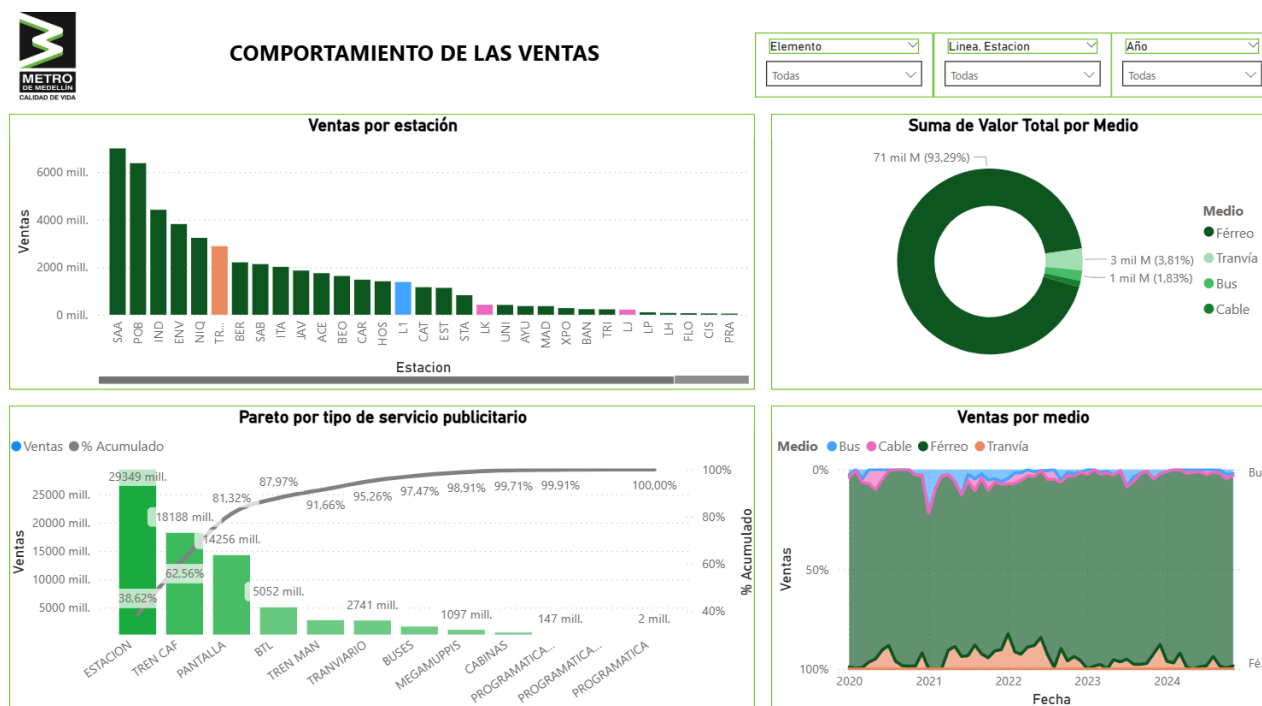 METRO
DE MEDELLÍN
CALIDAD DE VIDA
COMPORTAMIENTO DE LAS VENTAS
Elemento
Todas
Linea, Estacion
Todas
Año
Todas
Ventas por estación
Ventas
6000 mill.
4000 mill.
2000 mill.
0 mill.
SAA
POB
IND
ENV
NIQ
TR...
BER
SAB
ITA
JAV
ACE
BEO
CAR
HOS
L1
CAT
EST
STA
LK
UNI
AYU
MAD
XPO
BAN
TRI
LJ
LP
LH
FLO
CIS
PRA
Estacion
Suma de Valor Total por Medio
71 mil M (93,29%)
3 mil M (3,81%)
1 mil M (1,83%)
Medio
Férreo
Tranvía
Bus
Cable
Pareto por tipo de servicio publicitario
Ventas
% Acumulado
Ventas
25000 mill.
20000 mill.
15000 mill.
10000 mill.
5000 mill.
29349 mill.
18188 mill.
14256 mill.
5052 mill.
2741 mill.
1097 mill.
147 mill.
2 mill.
38,62%
62,56%
81,32%
87,97%
91,66%
95,26%
97,47%
98,91%
99,71%
99,91%
100,00%
100%
80%
60%
40%
% Acumulado
ESTACION
TREN CAF
PANTALLA
BTL
TREN MAN
TRANVIARIO
BUSES
MEGAMUPPIS
CABINAS
PROGRAMATICA...
PROGRAMATICA...
PROGRAMATICA
Ventas por medio
Medio
Bus
Cable
Férreo
Tranvía
Ventas
0%
50%
100%
Bu
Fé.
2020
2021
2022
2023
2024
Fecha